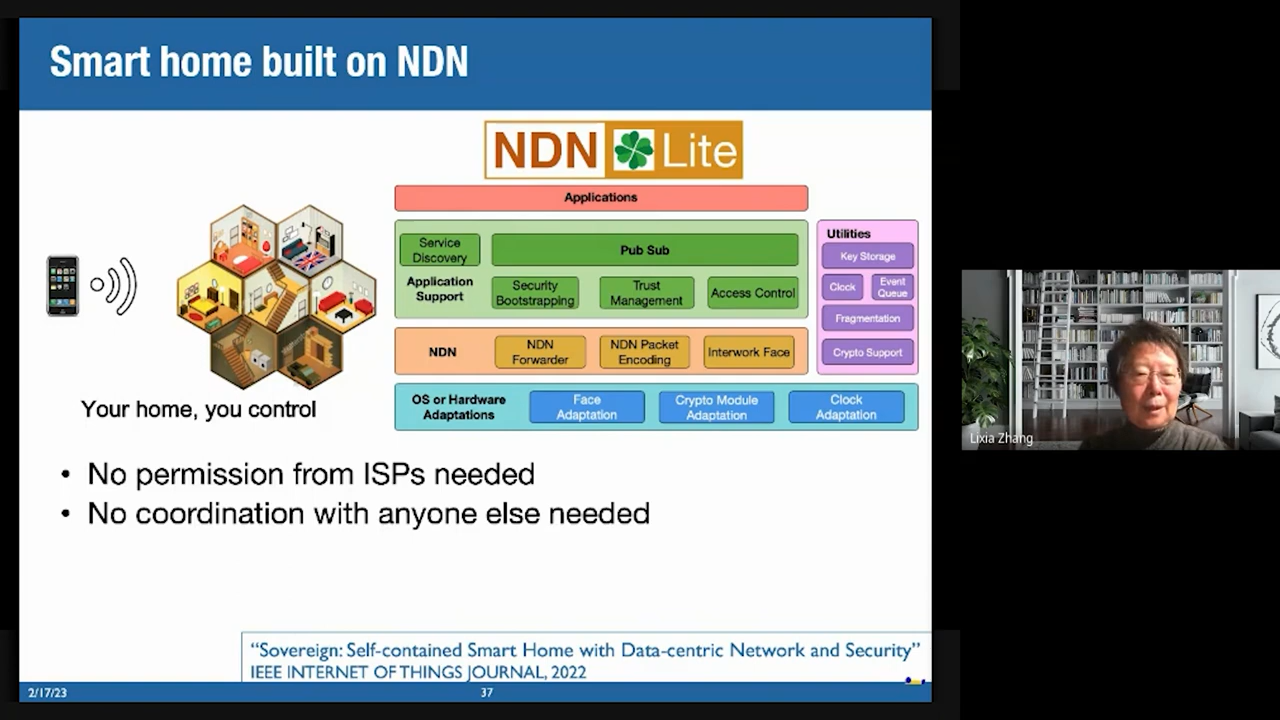 Smart home built on NDN
NDN Lite
Applications
Service
Discovery
Pub Sub
Application
Support
Security
Bootstrapping
Trust
Management
Access Control
Utilities
Key Storage
Clock
Event
Queue
Fragmentation
Crypto Support
NDN
NDN
Forwarder
NDN Packet
Encoding
Interwork Face
OS or Hardware
Adaptations
Face
Adaptation
Crypto Module
Adaptation
Clock
Adaptation
Your home, you control
• No permission from ISPs needed
• No coordination with anyone else needed
“Sovereign: Self-contained Smart Home with Data-centric Network and Security”
IEEE INTERNET OF THINGS JOURNAL, 2022
2/17/23
37
Lixia Zhang